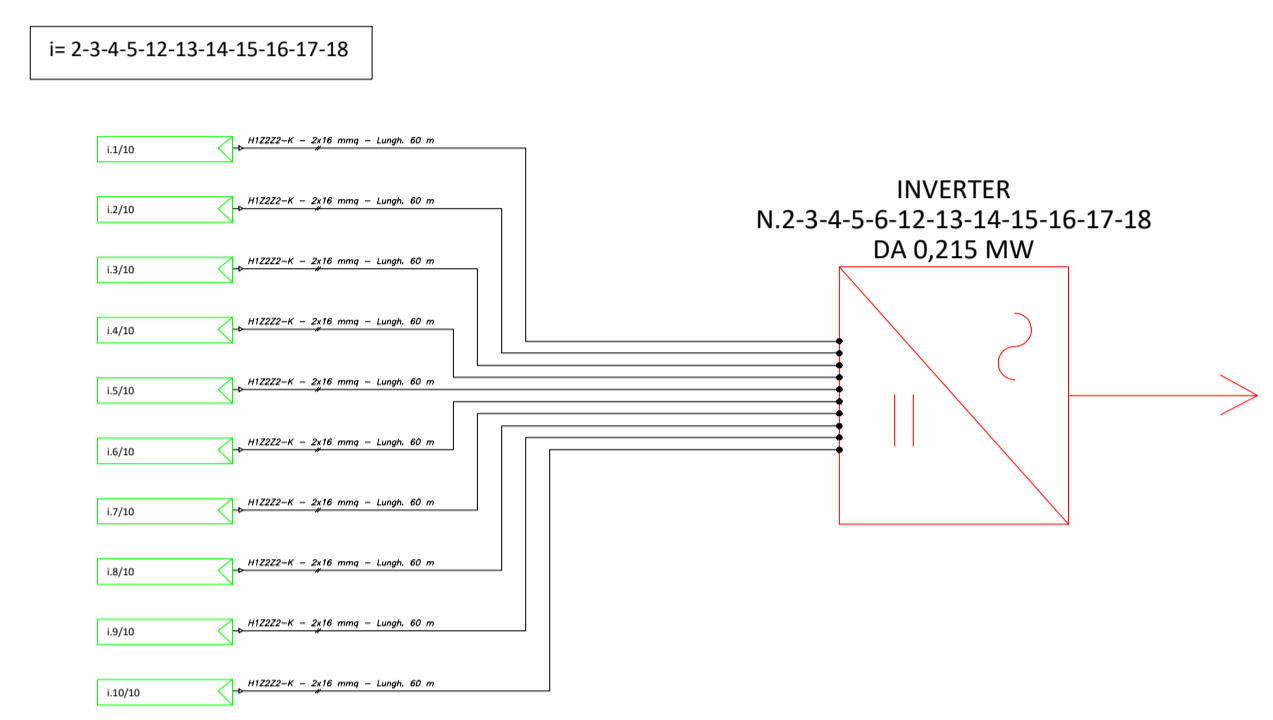 i= 2-3-4-5-12-13-14-15-16-17-18
i.1/10
H1Z2Z2-K - 2x16 mmq - Lungh. 60 m
i.2/10
H1Z2Z2-K - 2x16 mmq - Lungh. 60 m
i.3/10
H1Z2Z2-K - 2x16 mmq - Lungh. 60 m
i.4/10
H1Z2Z2-K - 2x16 mmq - Lungh. 60 m
i.5/10
H1Z2Z2-K - 2x16 mmq - Lungh. 60 m
i.6/10
H1Z2Z2-K - 2x16 mmq - Lungh. 60 m
i.7/10
H1Z2Z2-K - 2x16 mmq - Lungh. 60 m
i.8/10
H1Z2Z2-K - 2x16 mmq - Lungh. 60 m
i.9/10
H1Z2Z2-K - 2x16 mmq - Lungh. 60 m
i.10/10
H1Z2Z2-K - 2x16 mmq - Lungh. 60 m
INVERTER
N.2-3-4-5-6-12-13-14-15-16-17-18
DA 0,215 MW